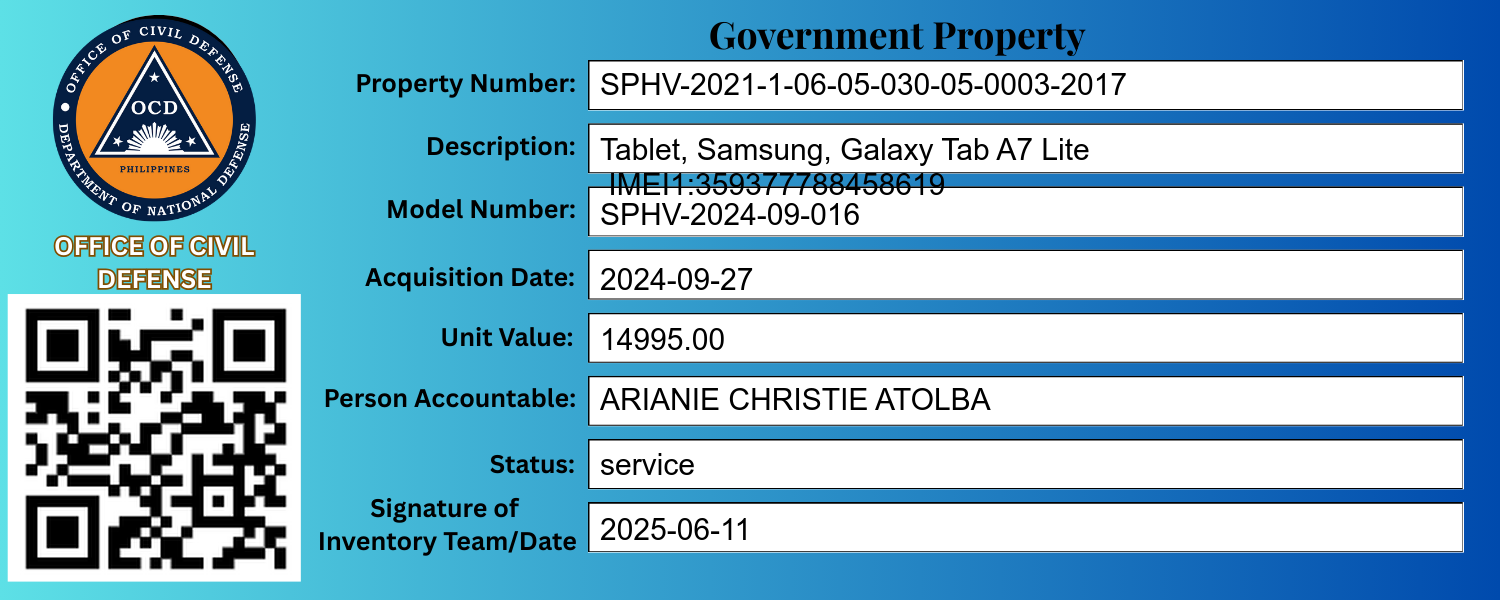 Government Property
OFFICE OF CIVIL DEFENSE
DEPARTMENT OF NATIONAL DEFENSE
OCD
PHILIPPINES
OFFICE OF CIVIL
DEFENSE
Property Number: SPHV-2021-1-06-05-030-05-0003-2017
Description: Tablet, Samsung, Galaxy Tab A7 Lite
IMEI1:359377788458619
Model Number: SPHV-2024-09-016
Acquisition Date: 2024-09-27
Unit Value: 14995.00
Person Accountable: ARIANIE CHRISTIE ATOLBA
Status: service
Signature of
Inventory Team/Date 2025-06-11